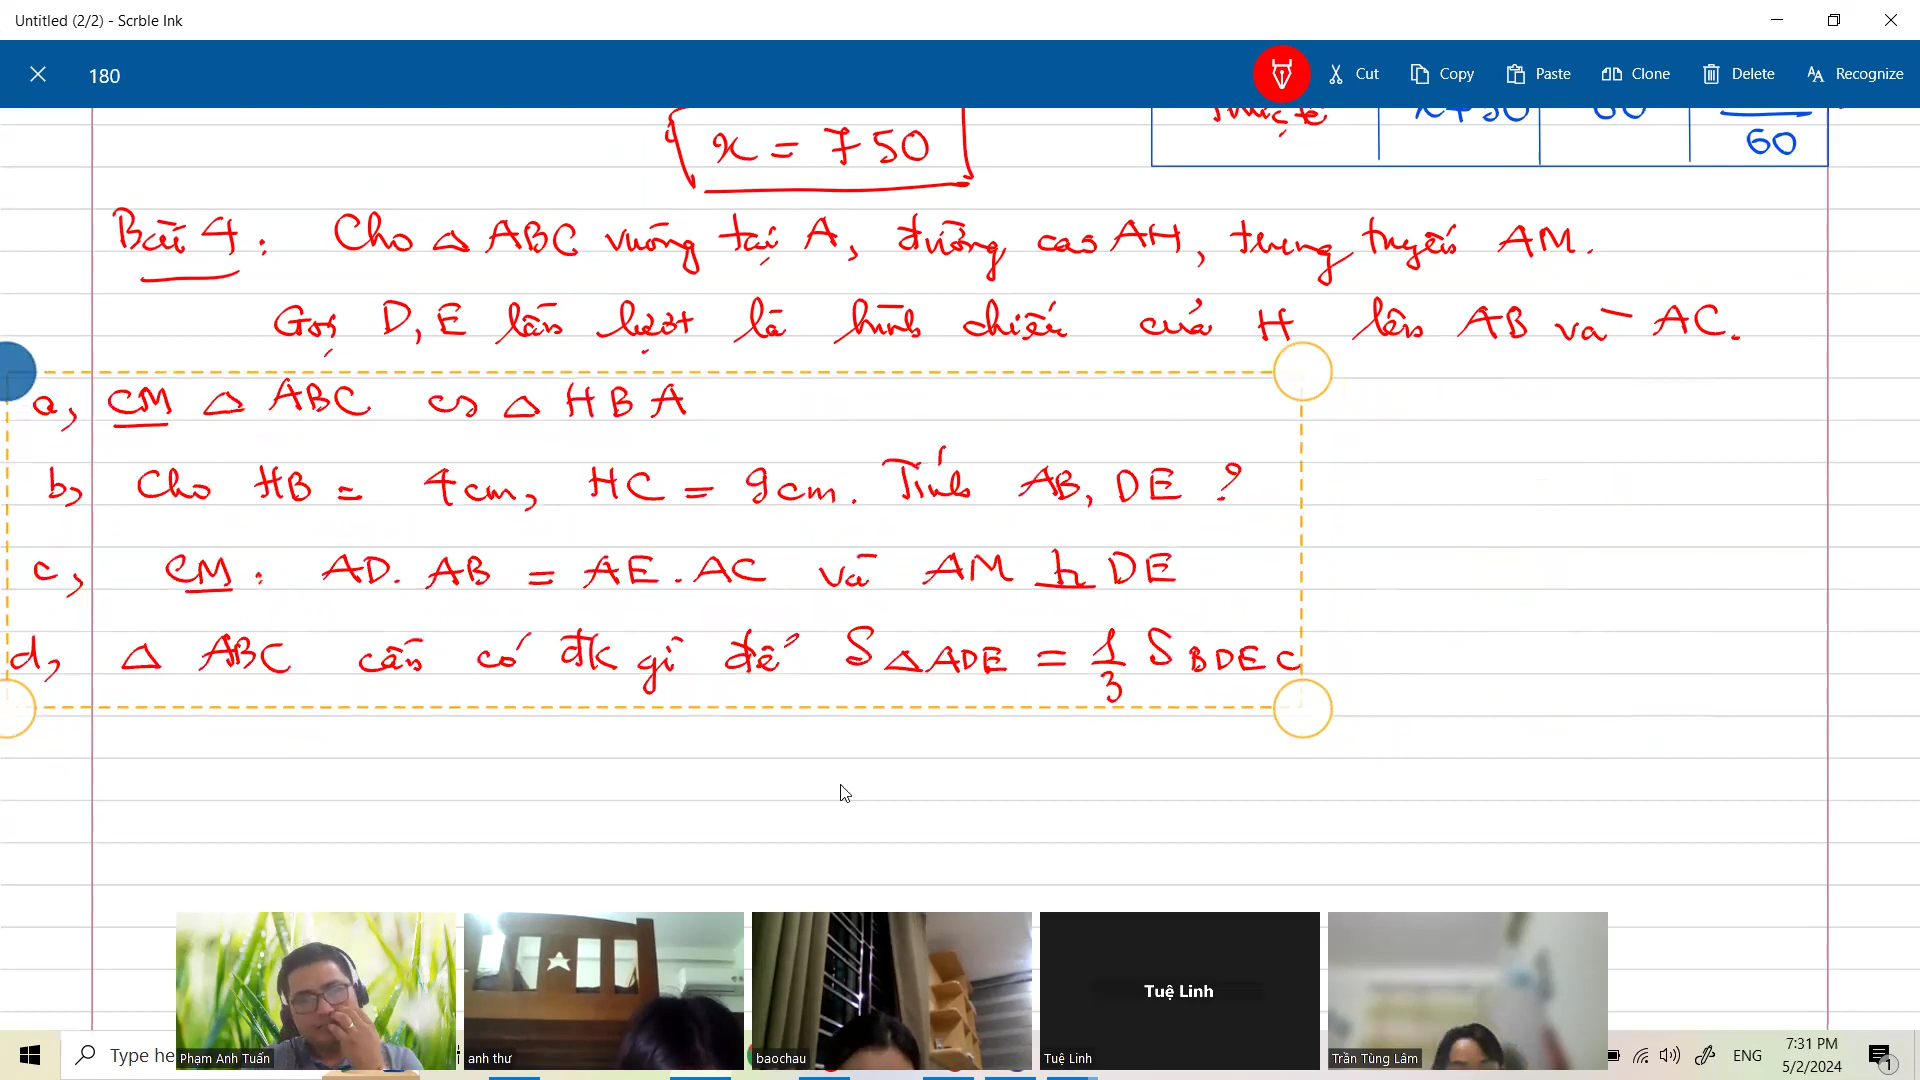 Untitled (2/2) - Scrble Ink
180
Cut Copy Paste Clone Delete Recognize
x = 750
60
Bài 4: Cho △ ABC vuông tại A, đường cao AH, trung tuyến AM.
Gọi D, E lần lượt là hình chiếu của H lên AB và AC.
a, CM △ ABC ∽ △ HBA
b, Cho HB = 4cm, HC = 9cm. Tính AB, DE ?
c, CM: AD.AB = AE.AC và AM ⊥ DE
d, △ ABC cần có đk gì để S△ADE = 1/3 SBDEC
Tuệ Linh
Phạm Anh Tuấn
anh thư
baochau
Tuệ Linh
Trần Tùng Lâm
Type he
ENG
7:31 PM
5/2/2024
1